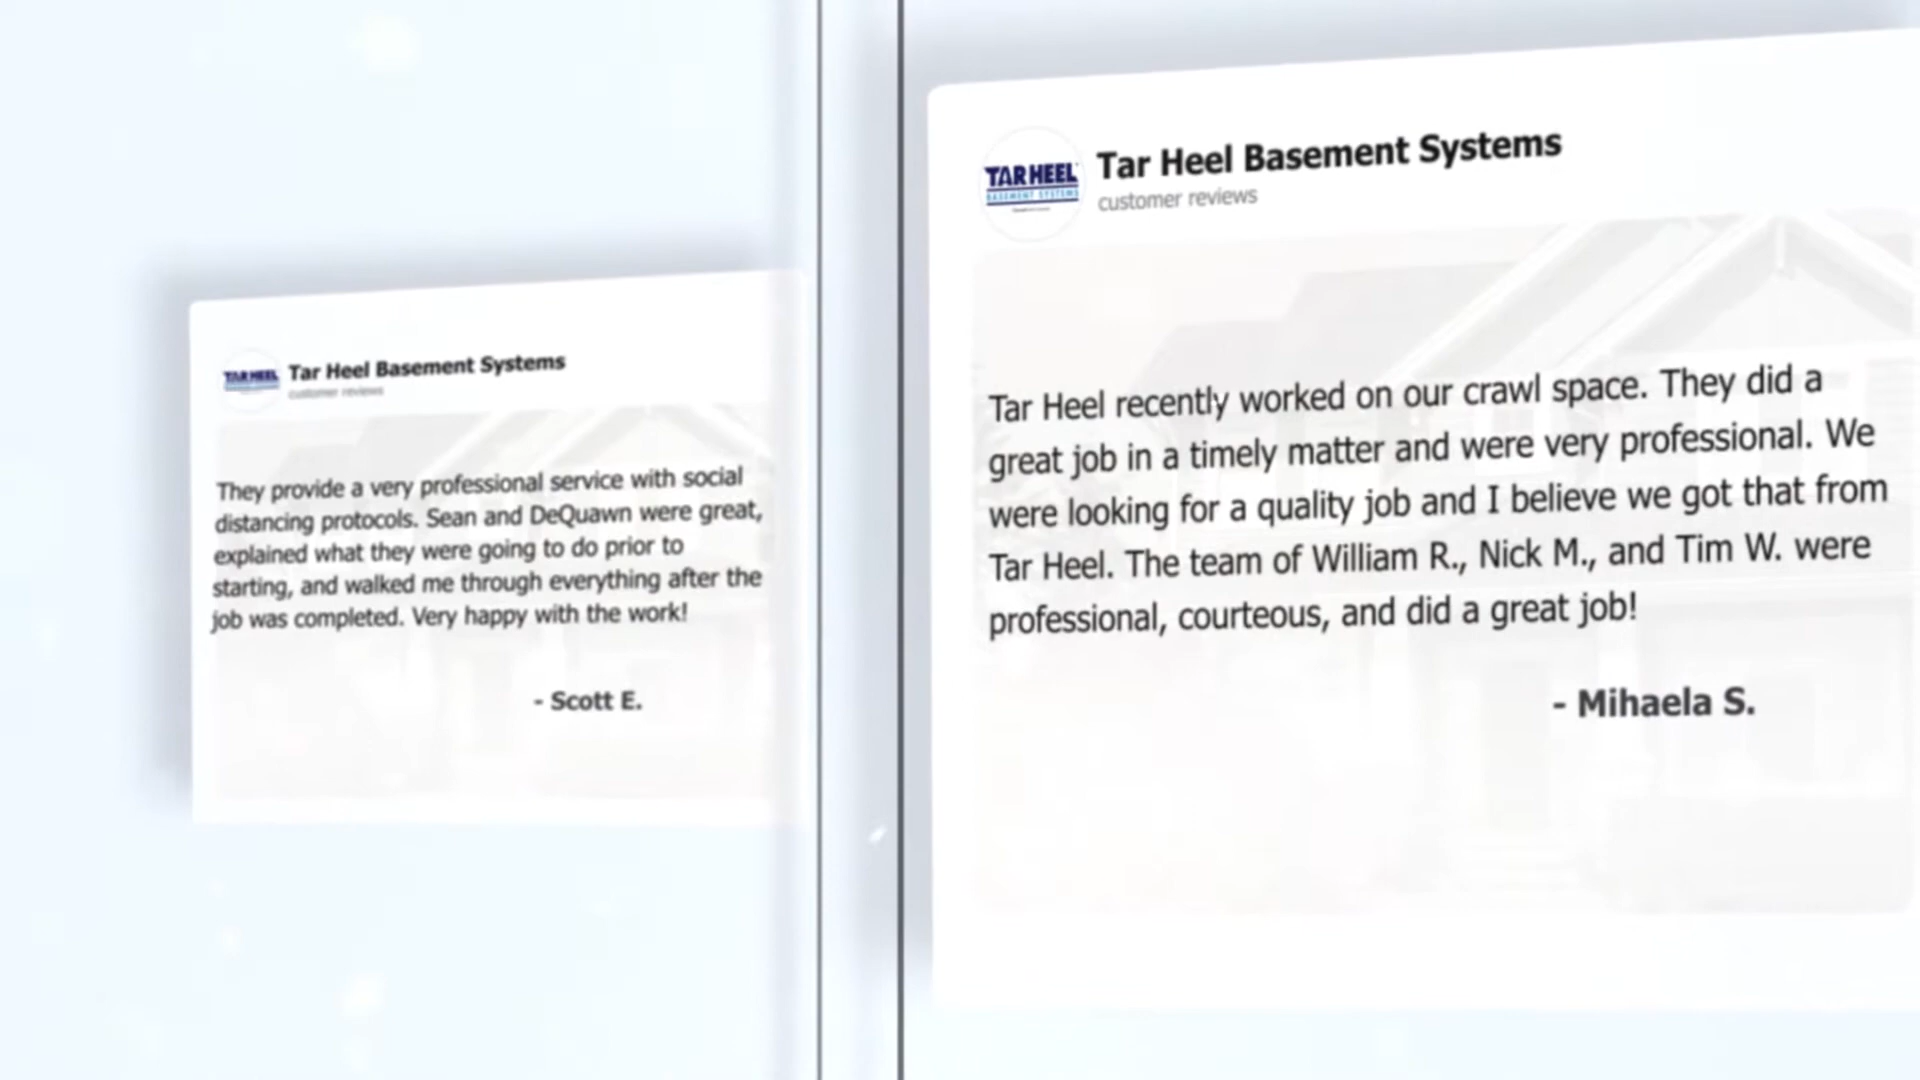 TAR HEEL
Tar Heel Basement Systems
customer reviews
They provide a very professional service with social
distancing protocols. Sean and DeQuawn were great,
explained what they were going to do prior to
starting, and walked me through everything after the
job was completed. Very happy with the work!
- Scott E.
TAR HEEL
BASEMENT SYSTEMS
Tar Heel Basement Systems
customer reviews
Tar Heel recently worked on our crawl space. They did a
great job in a timely matter and were very professional. We
were looking for a quality job and I believe we got that from
Tar Heel. The team of William R., Nick M., and Tim W. were
professional, courteous, and did a great job!
- Mihaela S.